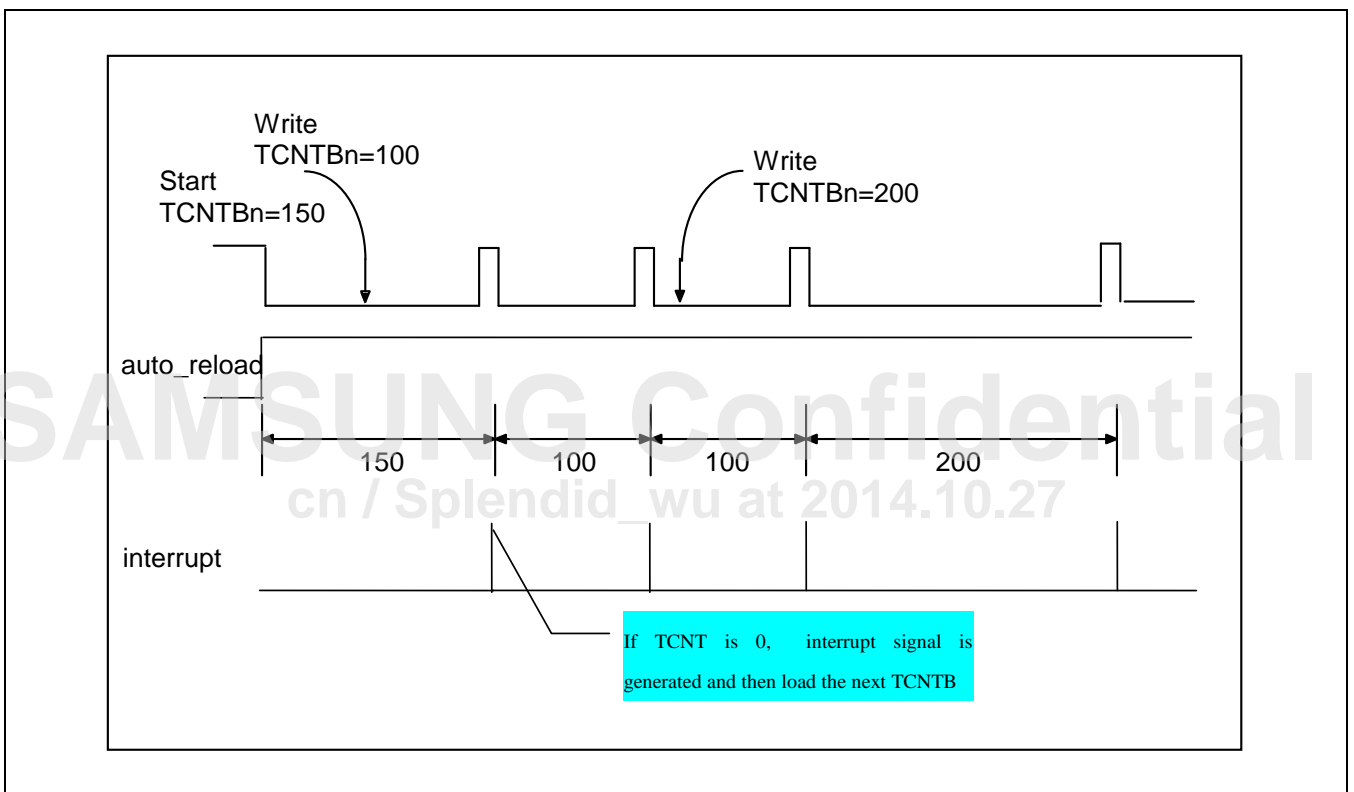 Write
TCNTBn=100
Start
TCNTBn=150
Write
TCNTBn=200
auto_reload
SAMSUNG Confidential
150
100
100
200
cn / Splendid_wu at 2014.10.27
interrupt
If TCNT is 0, interrupt signal is
generated and then load the next TCNTB